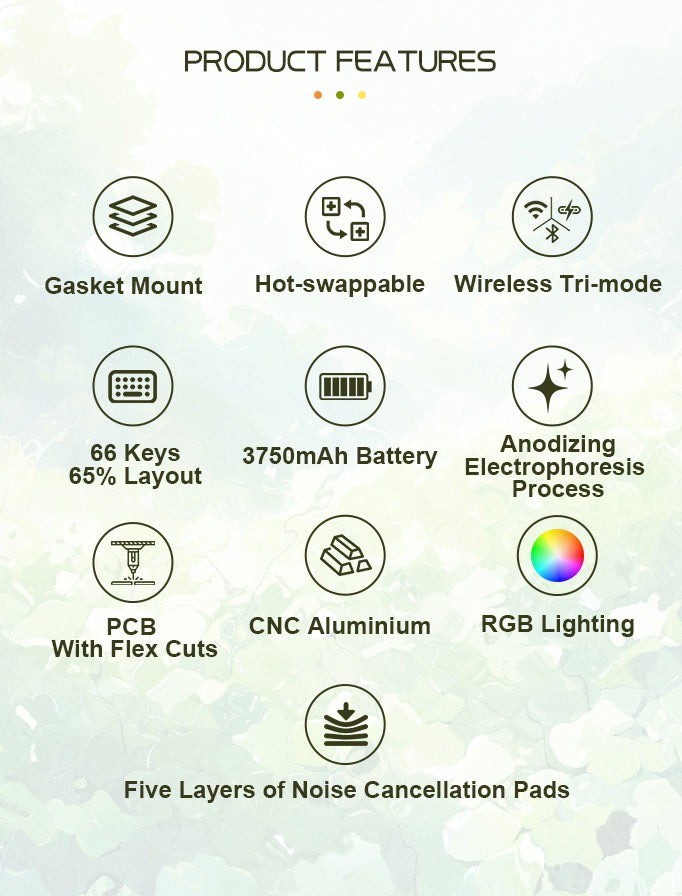 PRODUCT FEATURES
Gasket Mount
Hot-swappable
Wireless Tri-mode
66 Keys
65% Layout
3750mAh Battery
Anodizing
Electrophoresis
Process
PCB
With Flex Cuts
CNC Aluminium
RGB Lighting
Five Layers of Noise Cancellation Pads